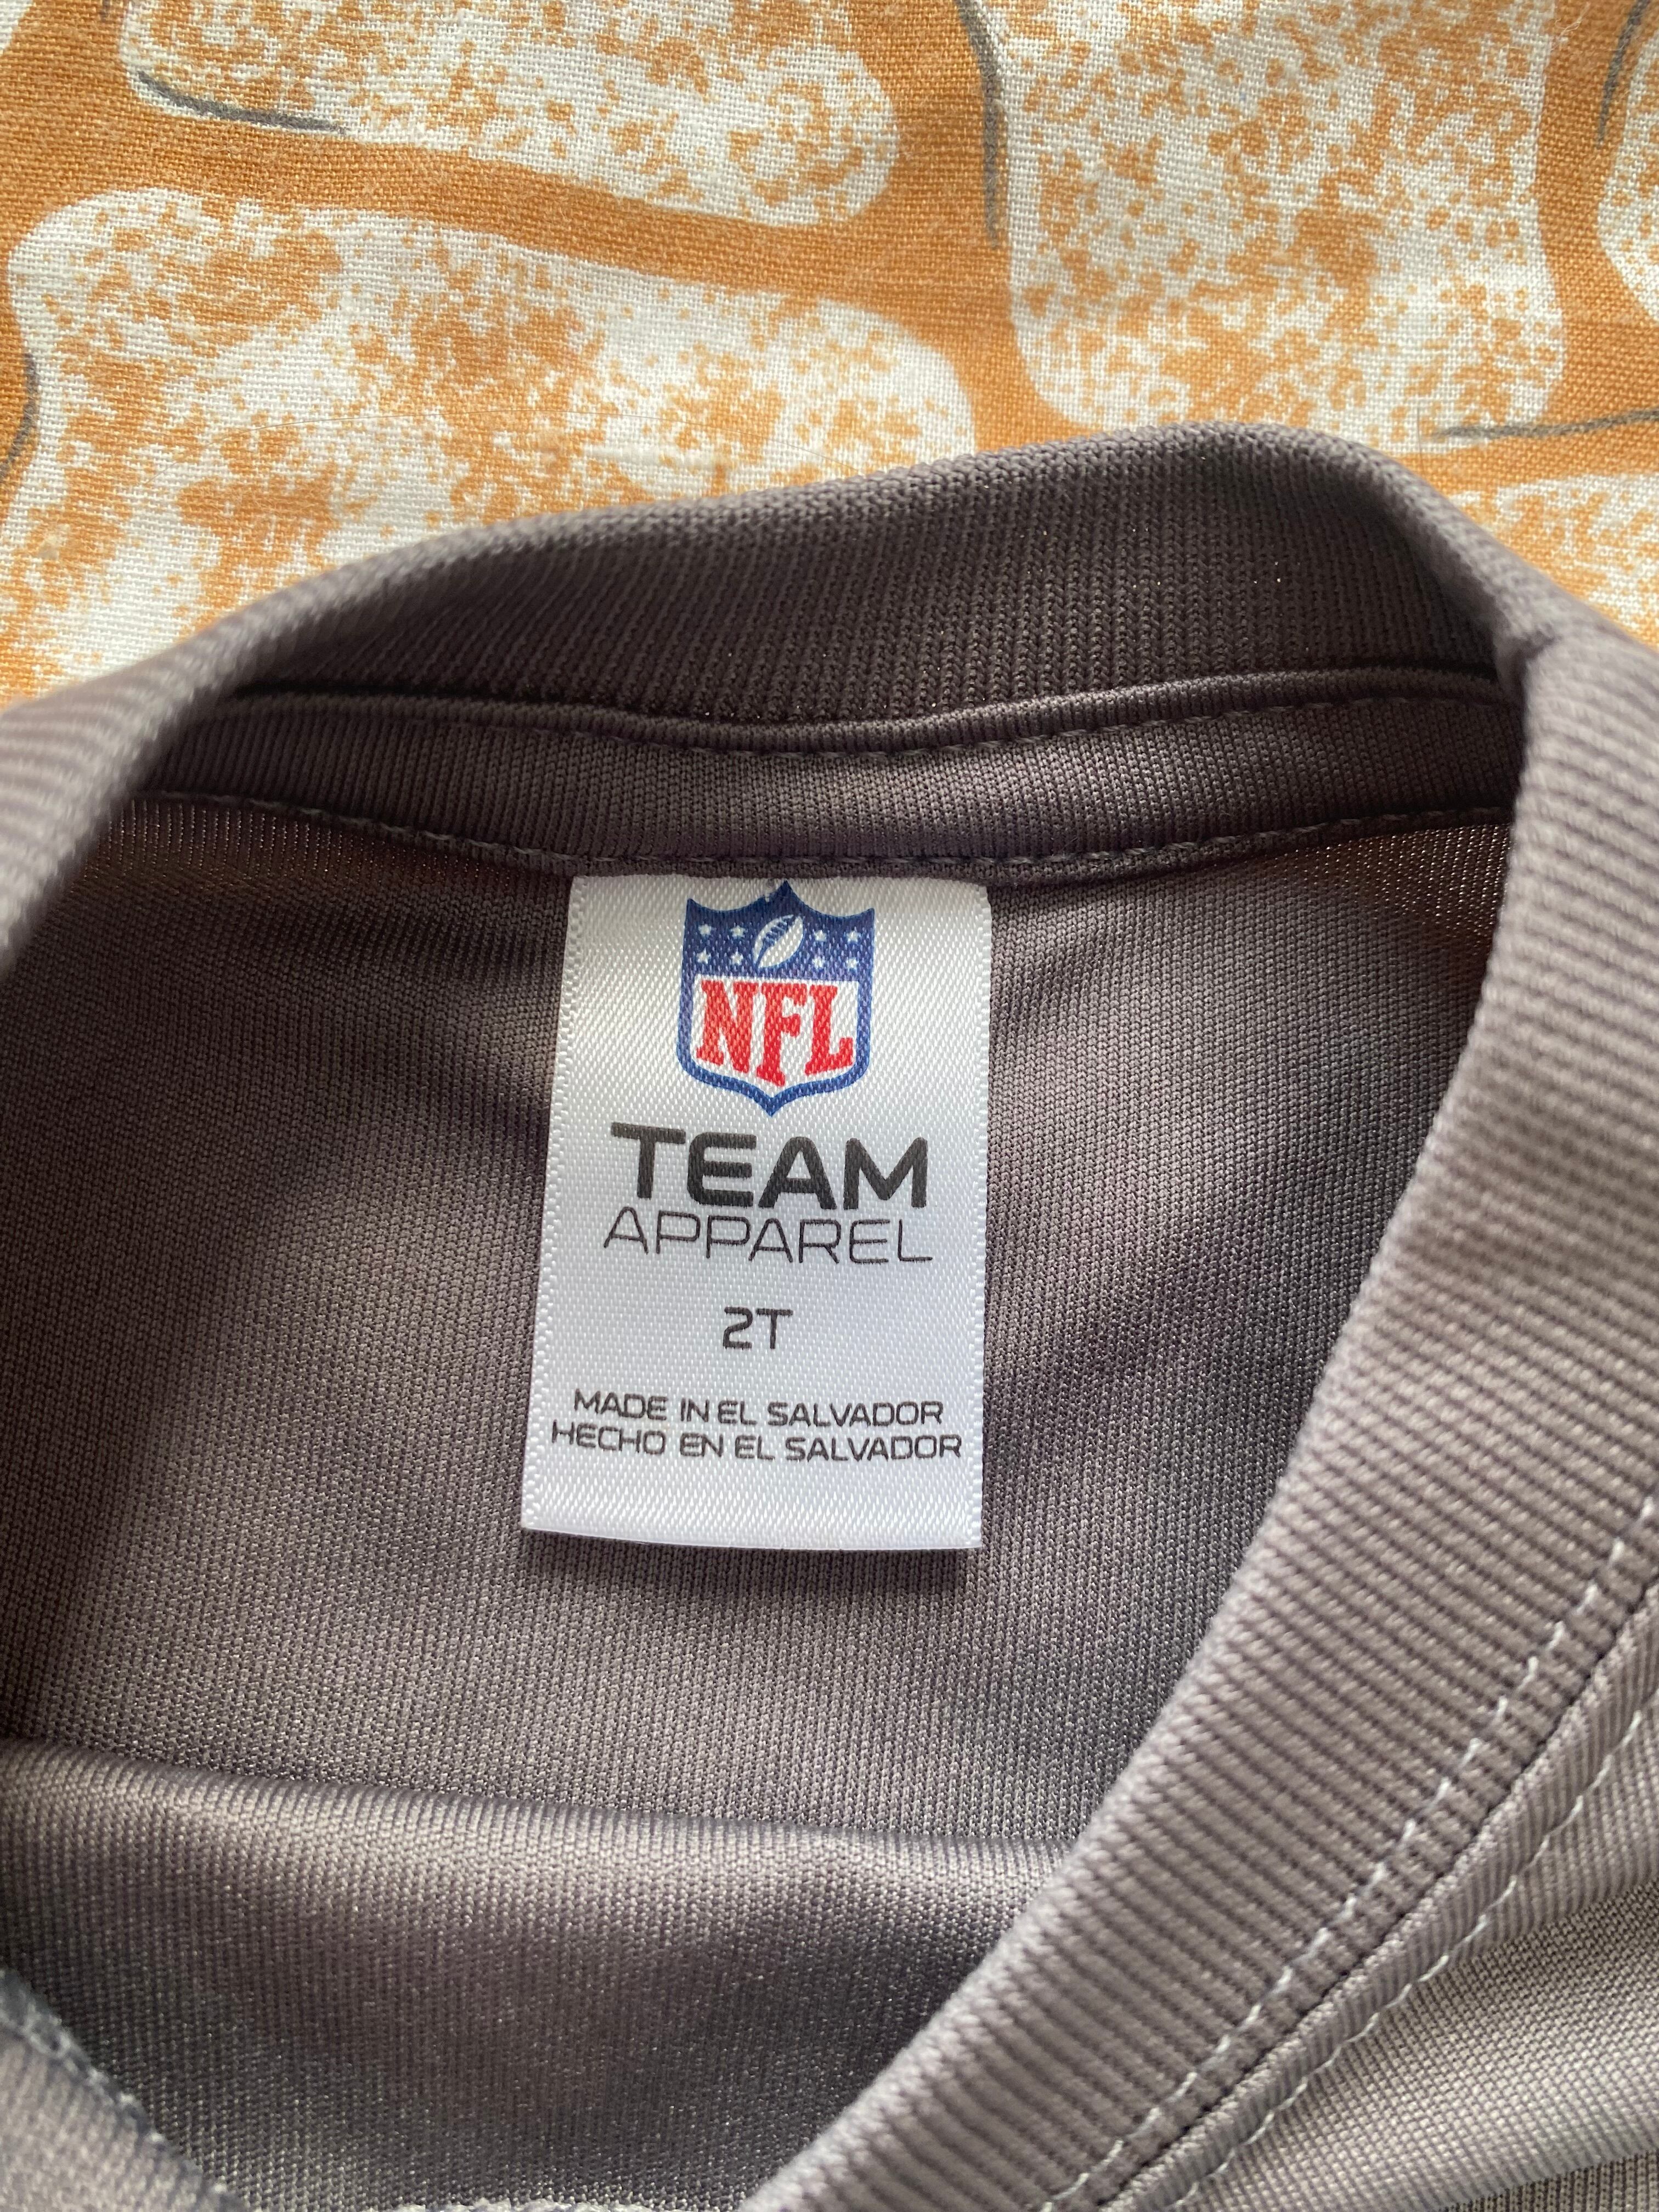 NFL
TEAM
APPAREL
2T
MADE IN EL SALVADOR
HECHO EN EL SALVADOR